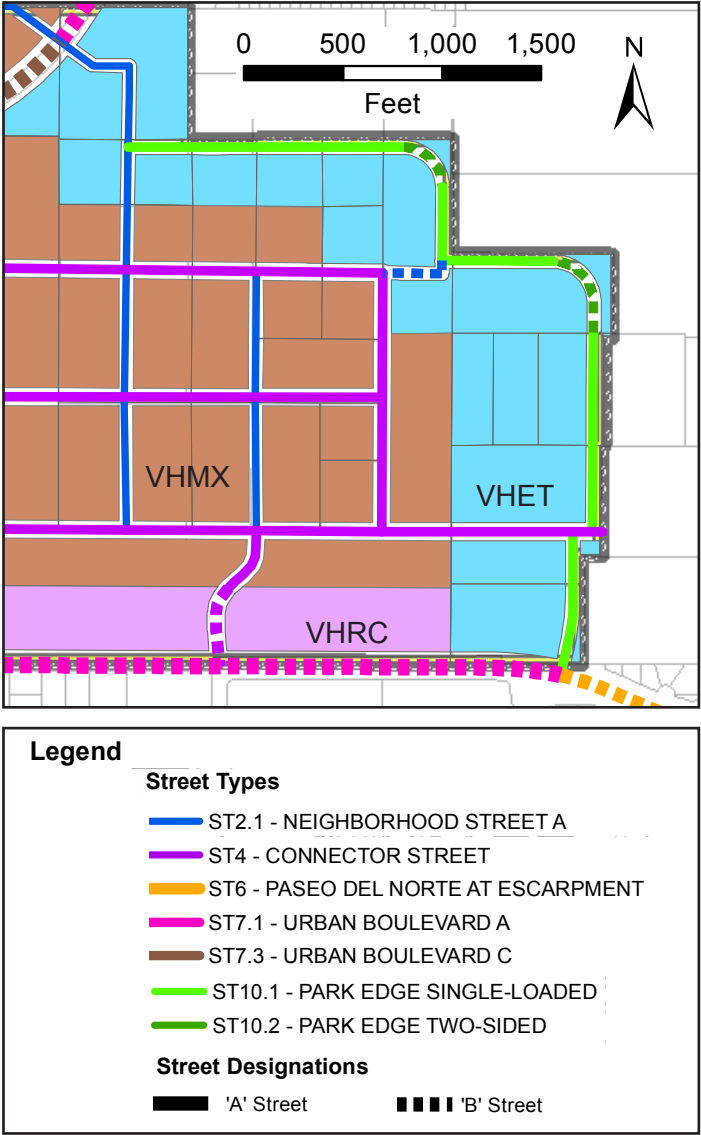 0 500 1,000 1,500
Feet
N
VHMX
VHET
VHRC
Legend
Street Types
ST2.1 - NEIGHBORHOOD STREET A
ST4 - CONNECTOR STREET
ST6 - PASEO DEL NORTE AT ESCARPMENT
ST7.1 - URBAN BOULEVARD A
ST7.3 - URBAN BOULEVARD C
ST10.1 - PARK EDGE SINGLE-LOADED
ST10.2 - PARK EDGE TWO-SIDED
Street Designations
'A' Street 'B' Street